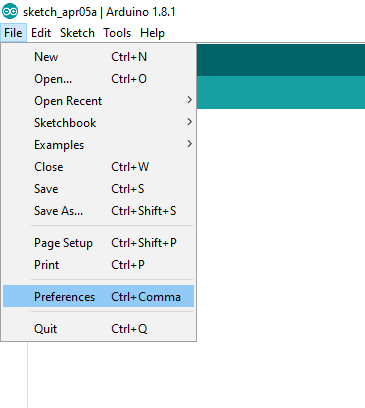 sketch_apr05a | Arduino 1.8.1
File Edit Sketch Tools Help
New Ctrl+N
Open... Ctrl+O
Open Recent
Sketchbook
Examples
Close Ctrl+W
Save Ctrl+S
Save As... Ctrl+Shift+S
Page Setup Ctrl+Shift+P
Print Ctrl+P
Preferences Ctrl+Comma
Quit Ctrl+Q